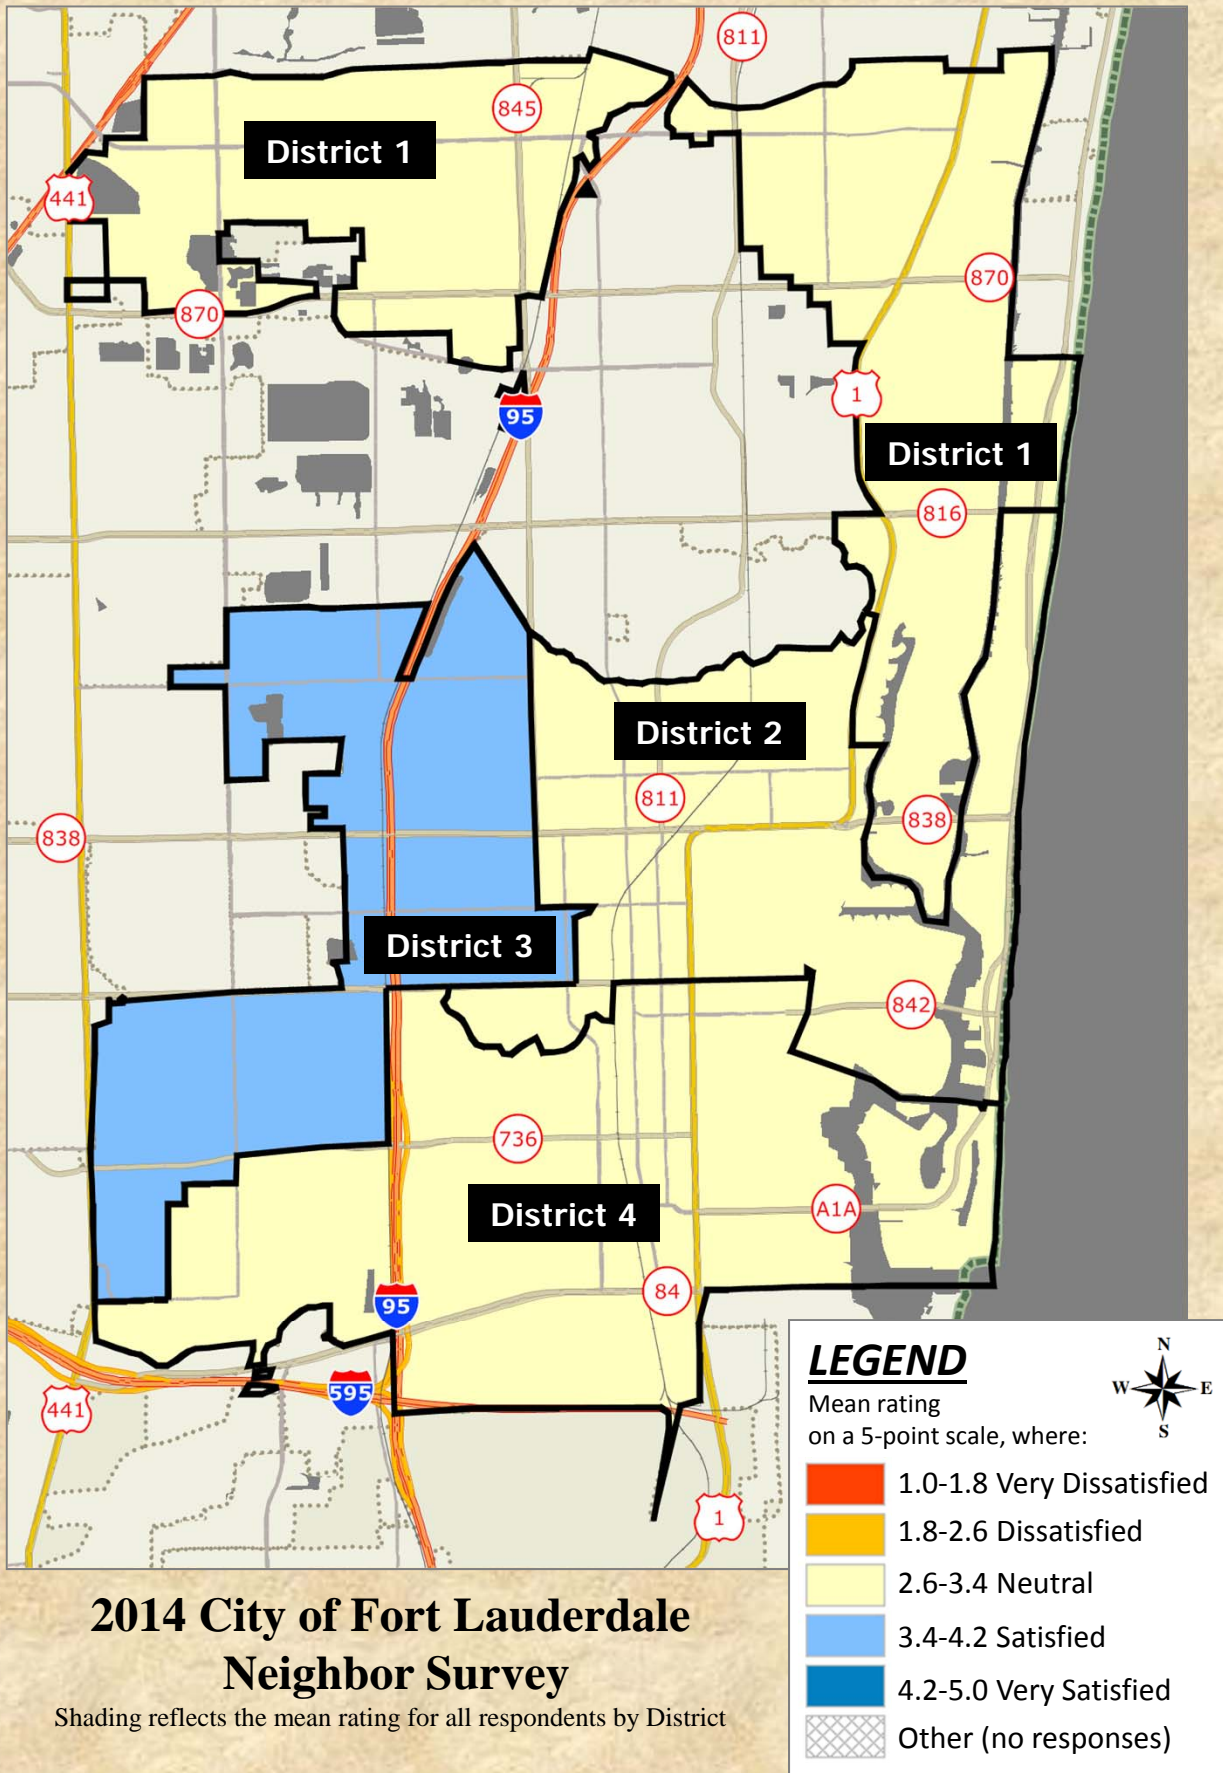 811
845
District 1
441
870
870
95
1
District 1
816
District 2
811
838
838
District 3
842
736
A1A
District 4
84
95
595
441
1
LEGEND
N
W E
S
Mean rating
on a 5-point scale, where:
1.0-1.8 Very Dissatisfied
1.8-2.6 Dissatisfied
2.6-3.4 Neutral
3.4-4.2 Satisfied
4.2-5.0 Very Satisfied
Other (no responses)
2014 City of Fort Lauderdale
Neighbor Survey
Shading reflects the mean rating for all respondents by District